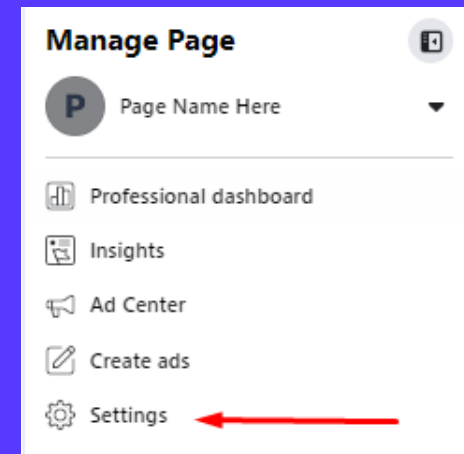 Manage Page
P
Page Name Here
Professional dashboard
Insights
Ad Center
Create ads
Settings